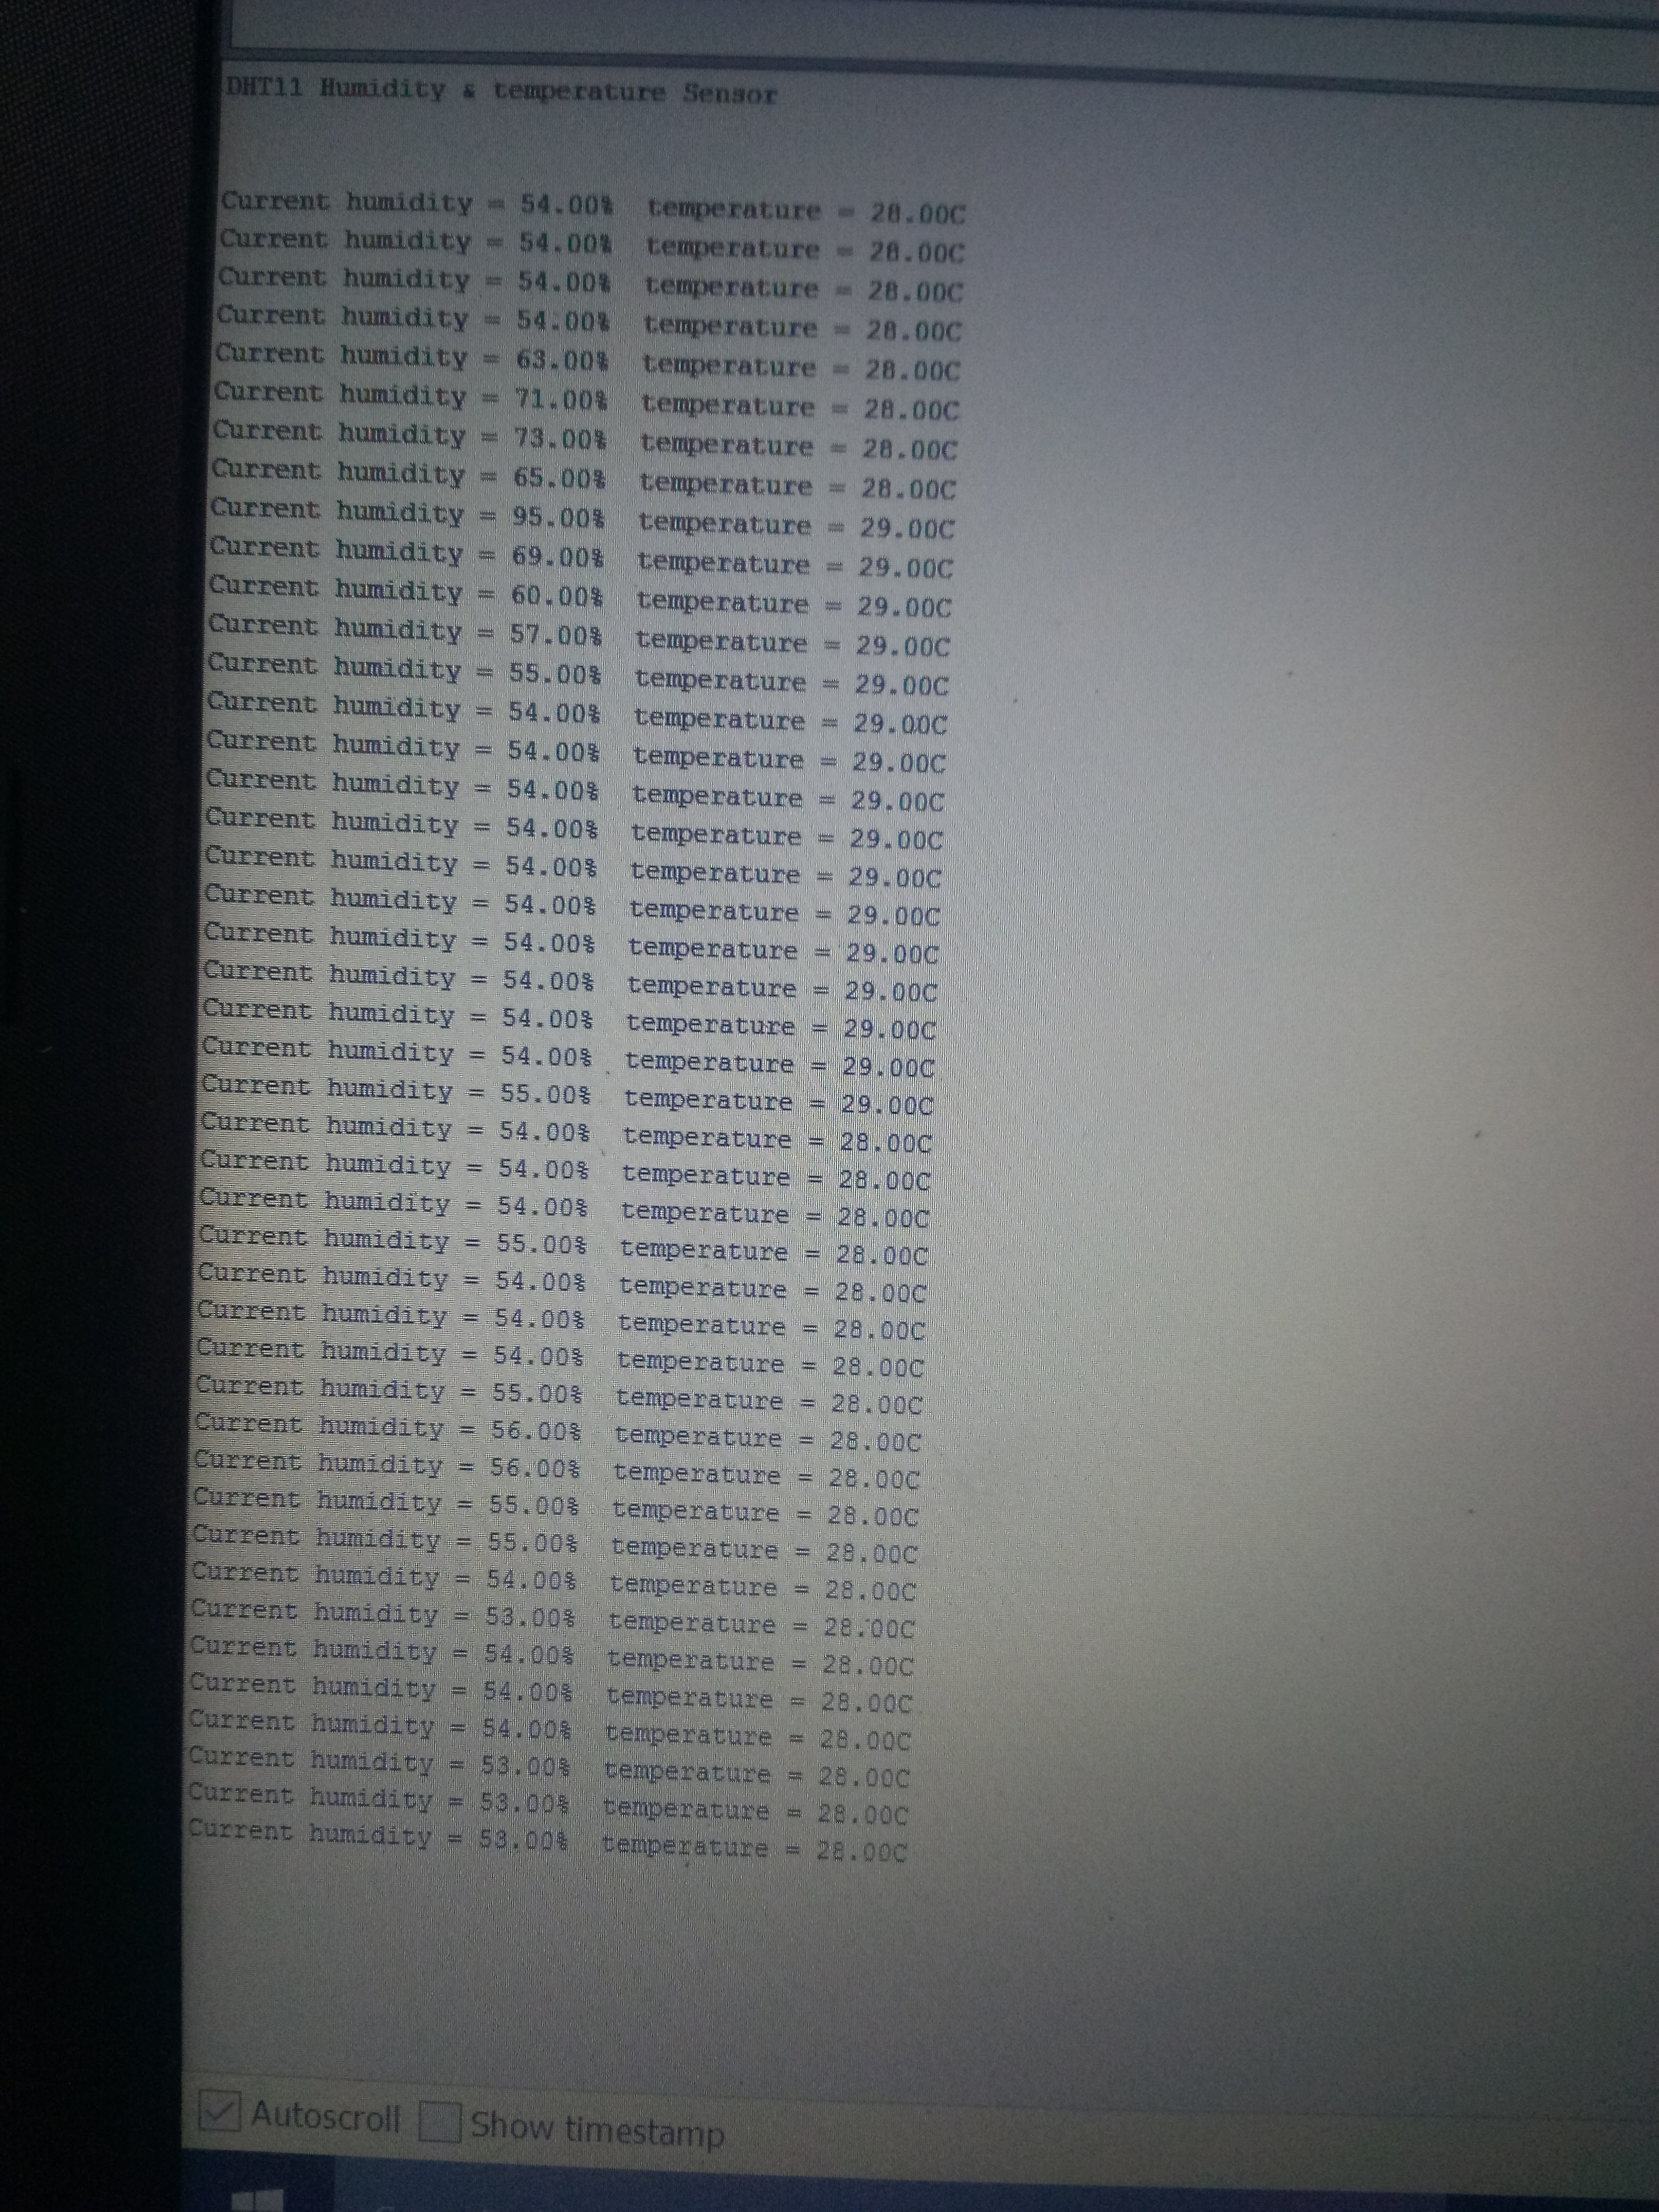 DHT11 Humidity & temperature Sensor
Current humidity = 54.00% temperature = 28.00C
Current humidity = 54.00% temperature = 28.00C
Current humidity = 54.00% temperature = 28.00C
Current humidity = 54.00% temperature = 28.00C
Current humidity = 63.00% temperature = 28.00C
Current humidity = 71.00% temperature = 28.00C
Current humidity = 73.00% temperature = 28.00C
Current humidity = 65.00% temperature = 28.00C
Current humidity = 95.00% temperature = 29.00C
Current humidity = 69.00% temperature = 29.00C
Current humidity = 60.00% temperature = 29.00C
Current humidity = 57.00% temperature = 29.00C
Current humidity = 55.00% temperature = 29.00C
Current humidity = 54.00% temperature = 29.00C
Current humidity = 54.00% temperature = 29.00C
Current humidity = 54.00% temperature = 29.00C
Current humidity = 54.00% temperature = 29.00C
Current humidity = 54.00% temperature = 29.00C
Current humidity = 54.00% temperature = 29.00C
Current humidity = 54.00% temperature = 29.00C
Current humidity = 54.00% temperature = 29.00C
Current humidity = 54.00% temperature = 29.00C
Current humidity = 54.00% temperature = 29.00C
Current humidity = 55.00% temperature = 29.00C
Current humidity = 54.00% temperature = 28.00C
Current humidity = 54.00% temperature = 28.00C
Current humidity = 54.00% temperature = 28.00C
Current humidity = 55.00% temperature = 28.00C
Current humidity = 54.00% temperature = 28.00C
Current humidity = 54.00% temperature = 28.00C
Current humidity = 54.00% temperature = 28.00C
Current humidity = 55.00% temperature = 28.00C
Current humidity = 56.00% temperature = 28.00C
Current humidity = 56.00% temperature = 28.00C
Current humidity = 55.00% temperature = 28.00C
Current humidity = 55.00% temperature = 28.00C
Current humidity = 54.00% temperature = 28.00C
Current humidity = 53.00% temperature = 28.00C
Current humidity = 54.00% temperature = 28.00C
Current humidity = 54.00% temperature = 28.00C
Current humidity = 54.00% temperature = 28.00C
Current humidity = 53.00% temperature = 28.00C
Current humidity = 53.00% temperature = 28.00C
Current humidity = 53.00% temperature = 28.00C
Autoscroll Show timestamp